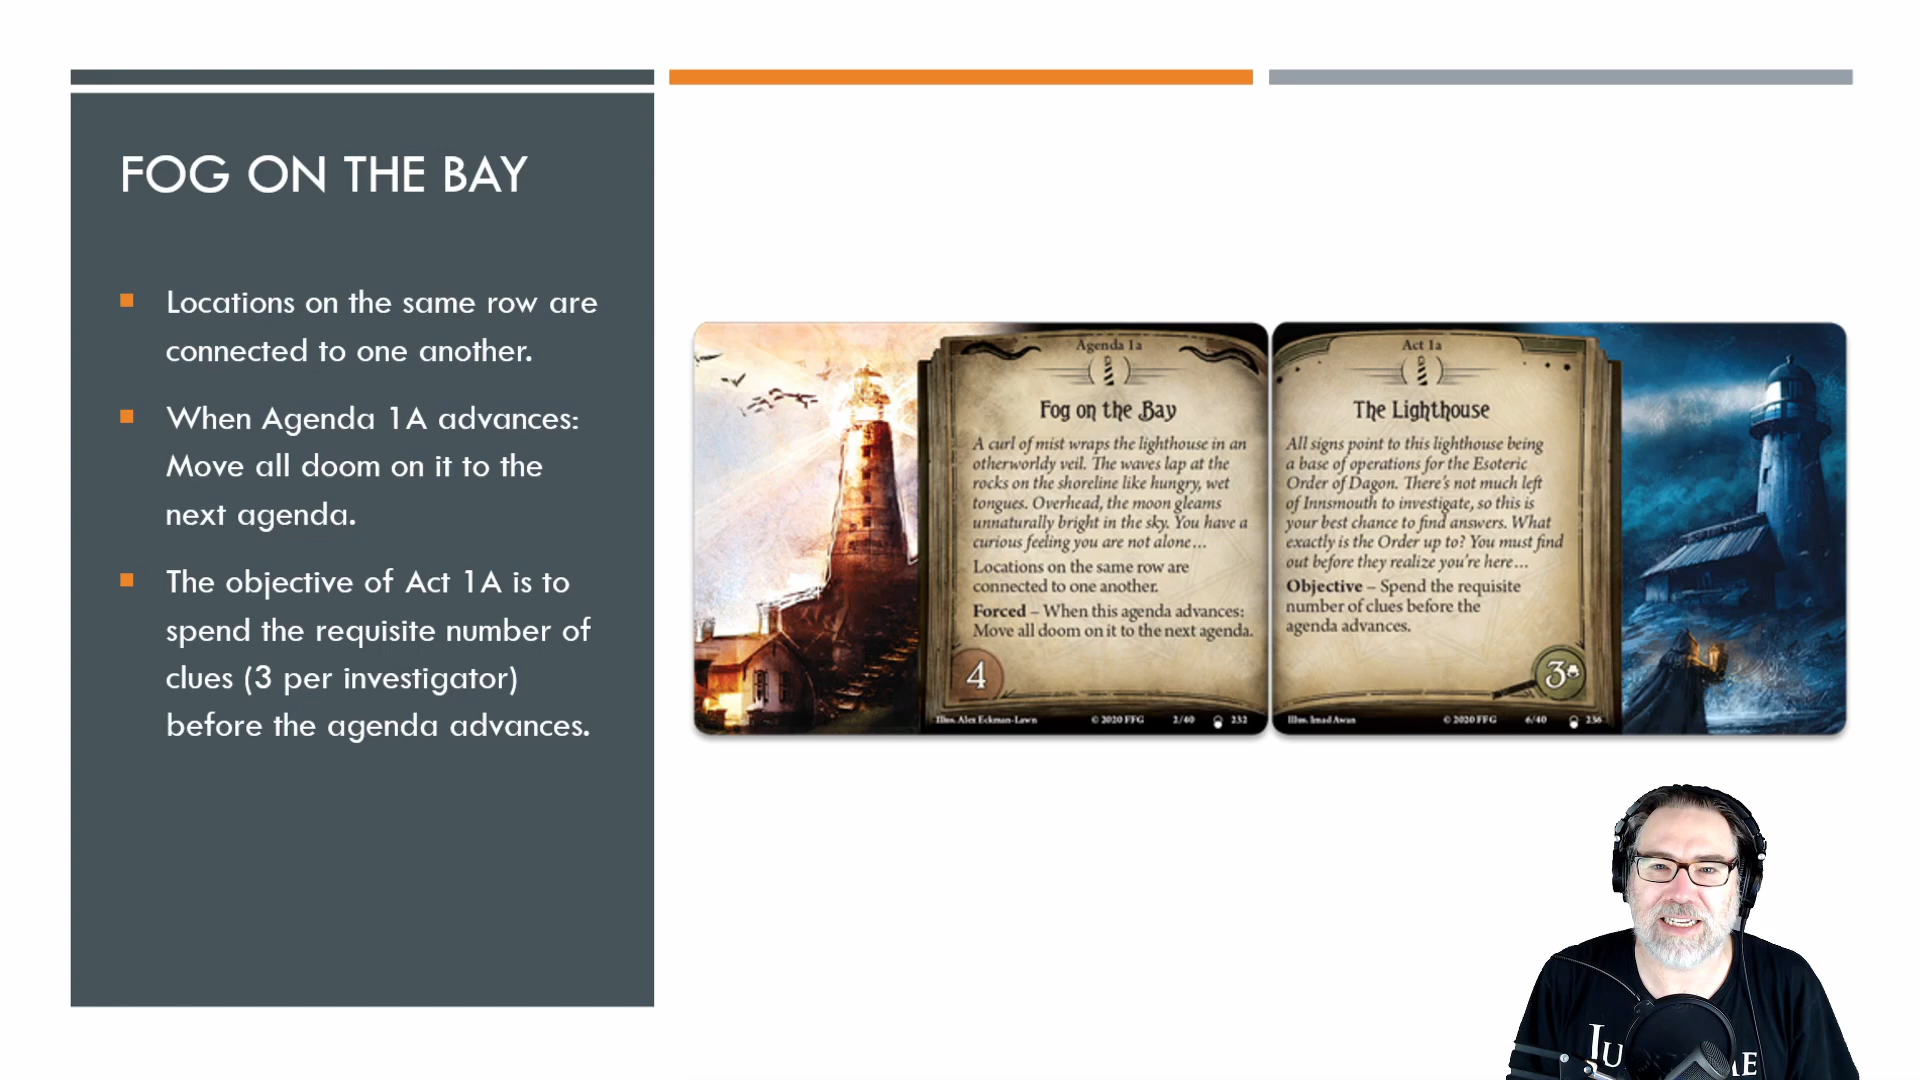 FOG ON THE BAY
Locations on the same row are
connected to one another.
When Agenda 1A advances:
Move all doom on it to the
next agenda.
The objective of Act 1A is to
spend the requisite number of
clues (3 per investigator)
before the agenda advances.
Agenda 1a
Fog on the Bay
A curl of mist wraps the lighthouse in an
otherworldly veil. The waves lap at the
rocks on the shoreline like hungry, wet
tongues. Overhead, the moon gleams
unnaturally bright in the sky. You have a
curious feeling you are not alone…
Locations on the same row are
connected to one another.
Forced – When this agenda advances:
Move all doom on it to the next agenda.
4
Illus. Alex Eckman-Lawn © 2020 FFG 2/40 232
Act 1a
The Lighthouse
All signs point to this lighthouse being
a base of operations for the Esoteric
Order of Dagon. There's not much left
of Innsmouth to investigate, so this is
your best chance to find answers. What
exactly is the Order up to? You must find
out before they realize you're here…
Objective – Spend the requisite
number of clues before the
agenda advances.
3
Illus. Imad Awan © 2020 FFG 6/40 236